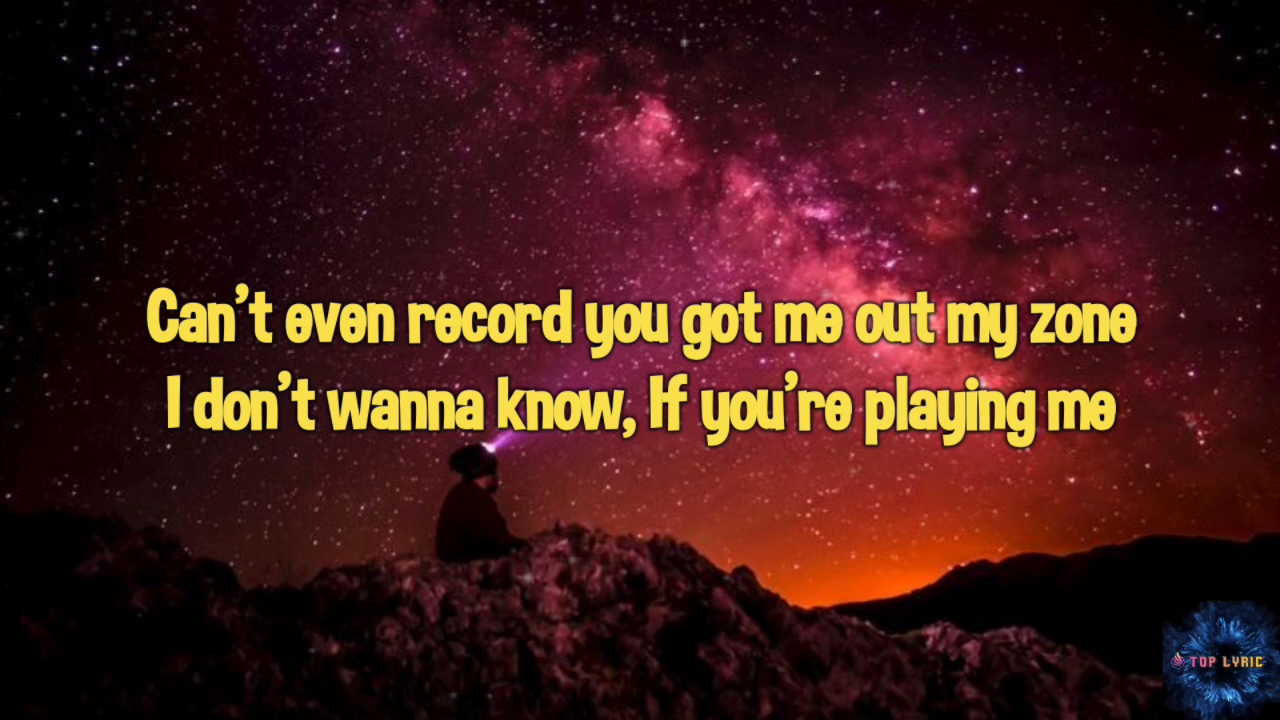 Can't even record you got me out my zone
I don't wanna know, If you're playing me
TOP LYRIC